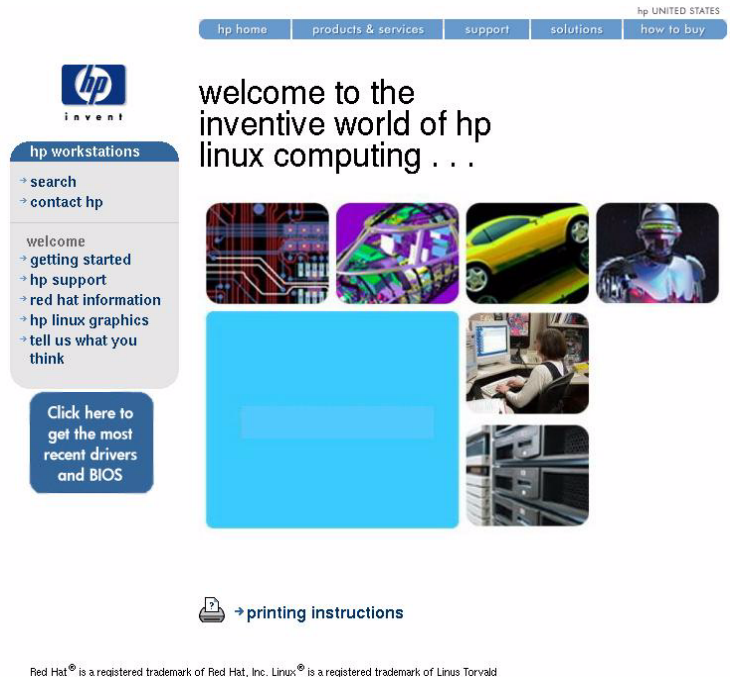 hp UNITED STATES
hp home products & services support solutions how to buy
hp
invent
welcome to the
inventive world of hp
linux computing . . .
hp workstations
search
contact hp
welcome
getting started
hp support
red hat information
hp linux graphics
tell us what you
think
Click here to
get the most
recent drivers
and BIOS
printing instructions
Red Hat® is a registered trademark of Red Hat, Inc. Linux® is a registered trademark of Linus Torvald